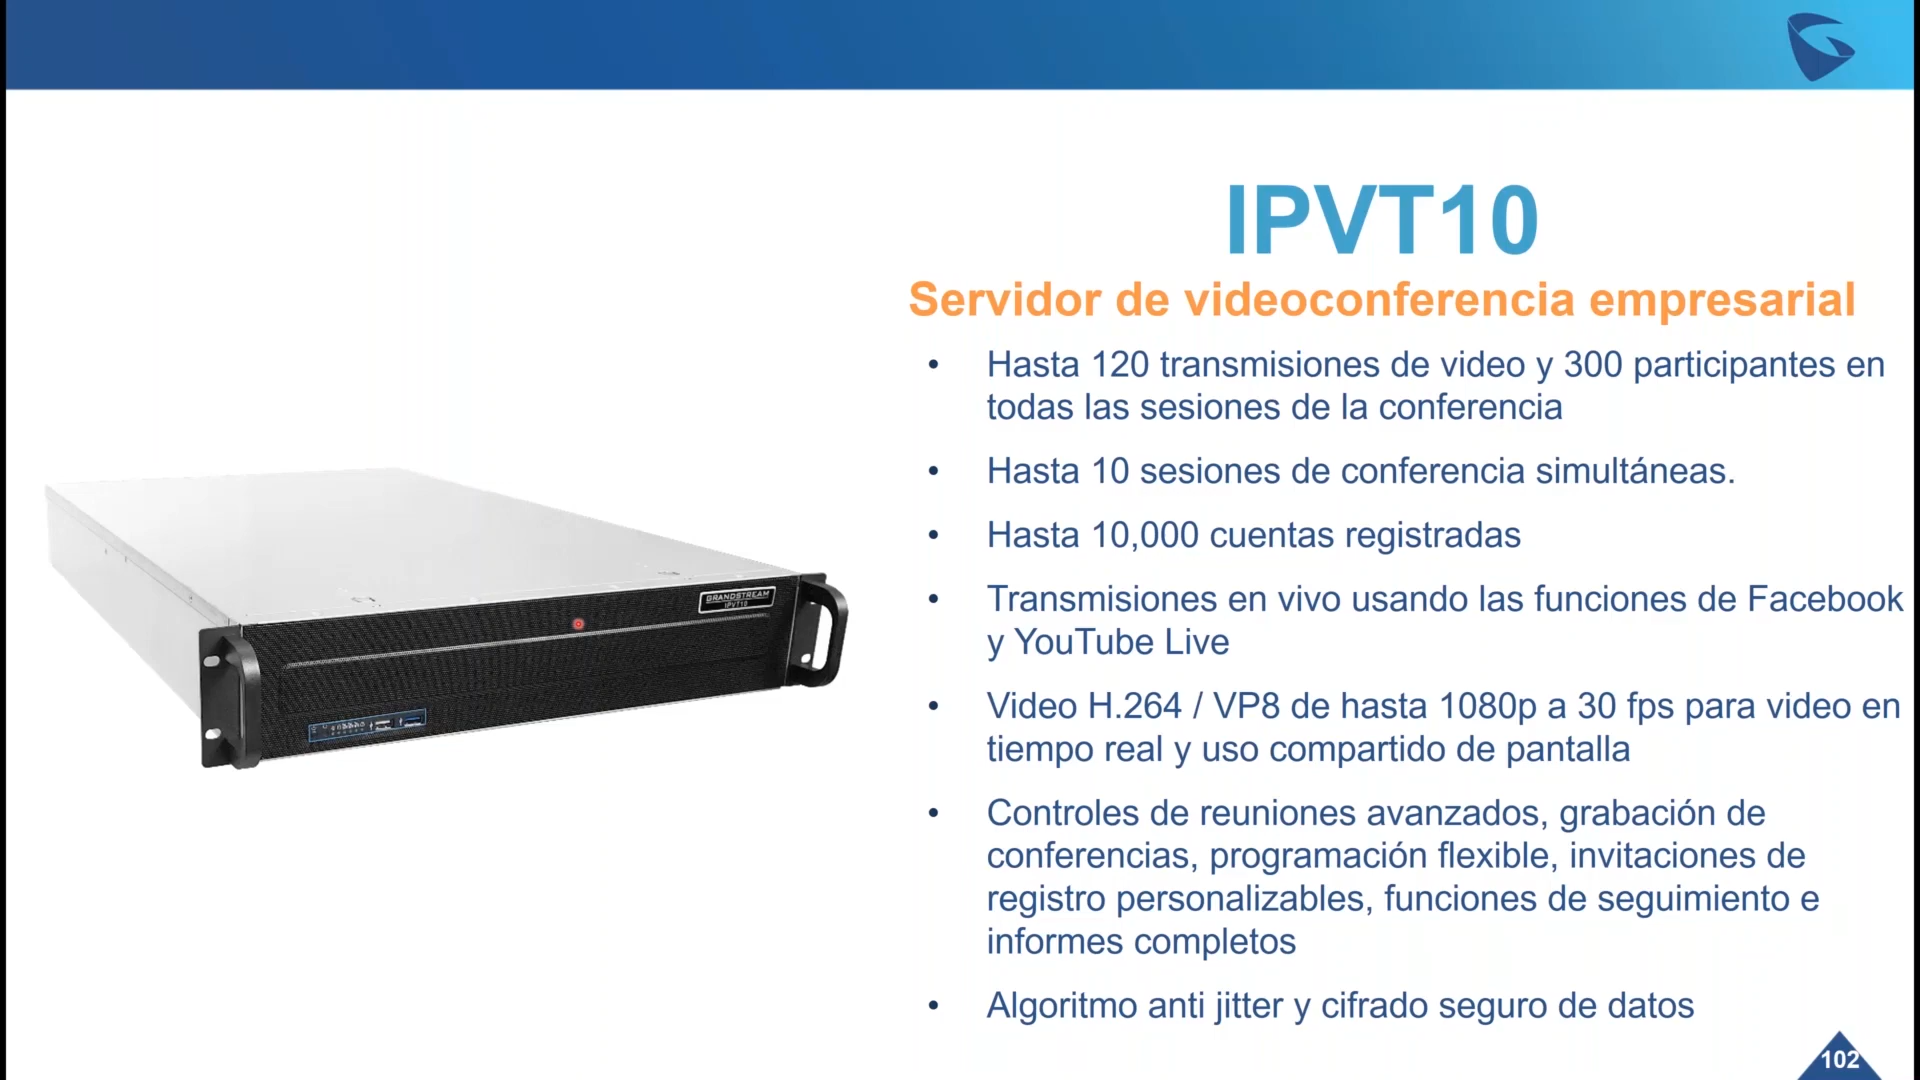 IPVT10
Servidor de videoconferencia empresarial
• Hasta 120 transmisiones de video y 300 participantes en
todas las sesiones de la conferencia
• Hasta 10 sesiones de conferencia simultáneas.
• Hasta 10,000 cuentas registradas
• Transmisiones en vivo usando las funciones de Facebook
y YouTube Live
• Video H.264 / VP8 de hasta 1080p a 30 fps para video en
tiempo real y uso compartido de pantalla
• Controles de reuniones avanzados, grabación de
conferencias, programación flexible, invitaciones de
registro personalizables, funciones de seguimiento e
informes completos
• Algoritmo anti jitter y cifrado seguro de datos
GRANDSTREAM
IPVT10
102